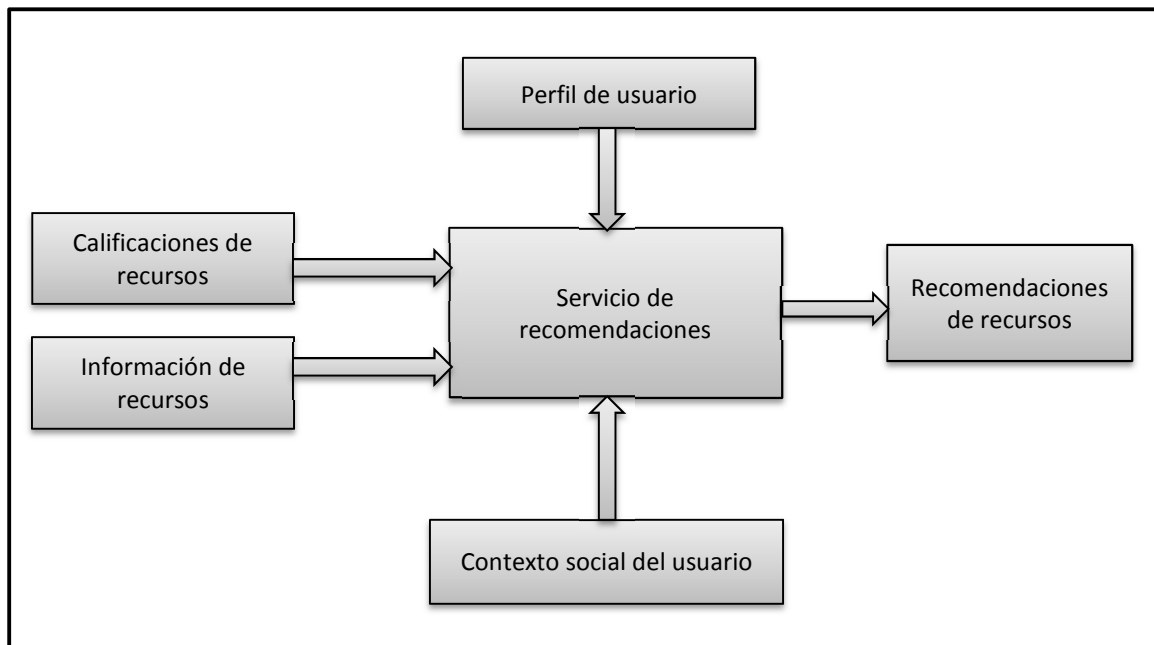 Perfil de usuario
Calificaciones de
recursos
Información de
recursos
Servicio de
recomendaciones
Recomendaciones
de recursos
Contexto social del usuario